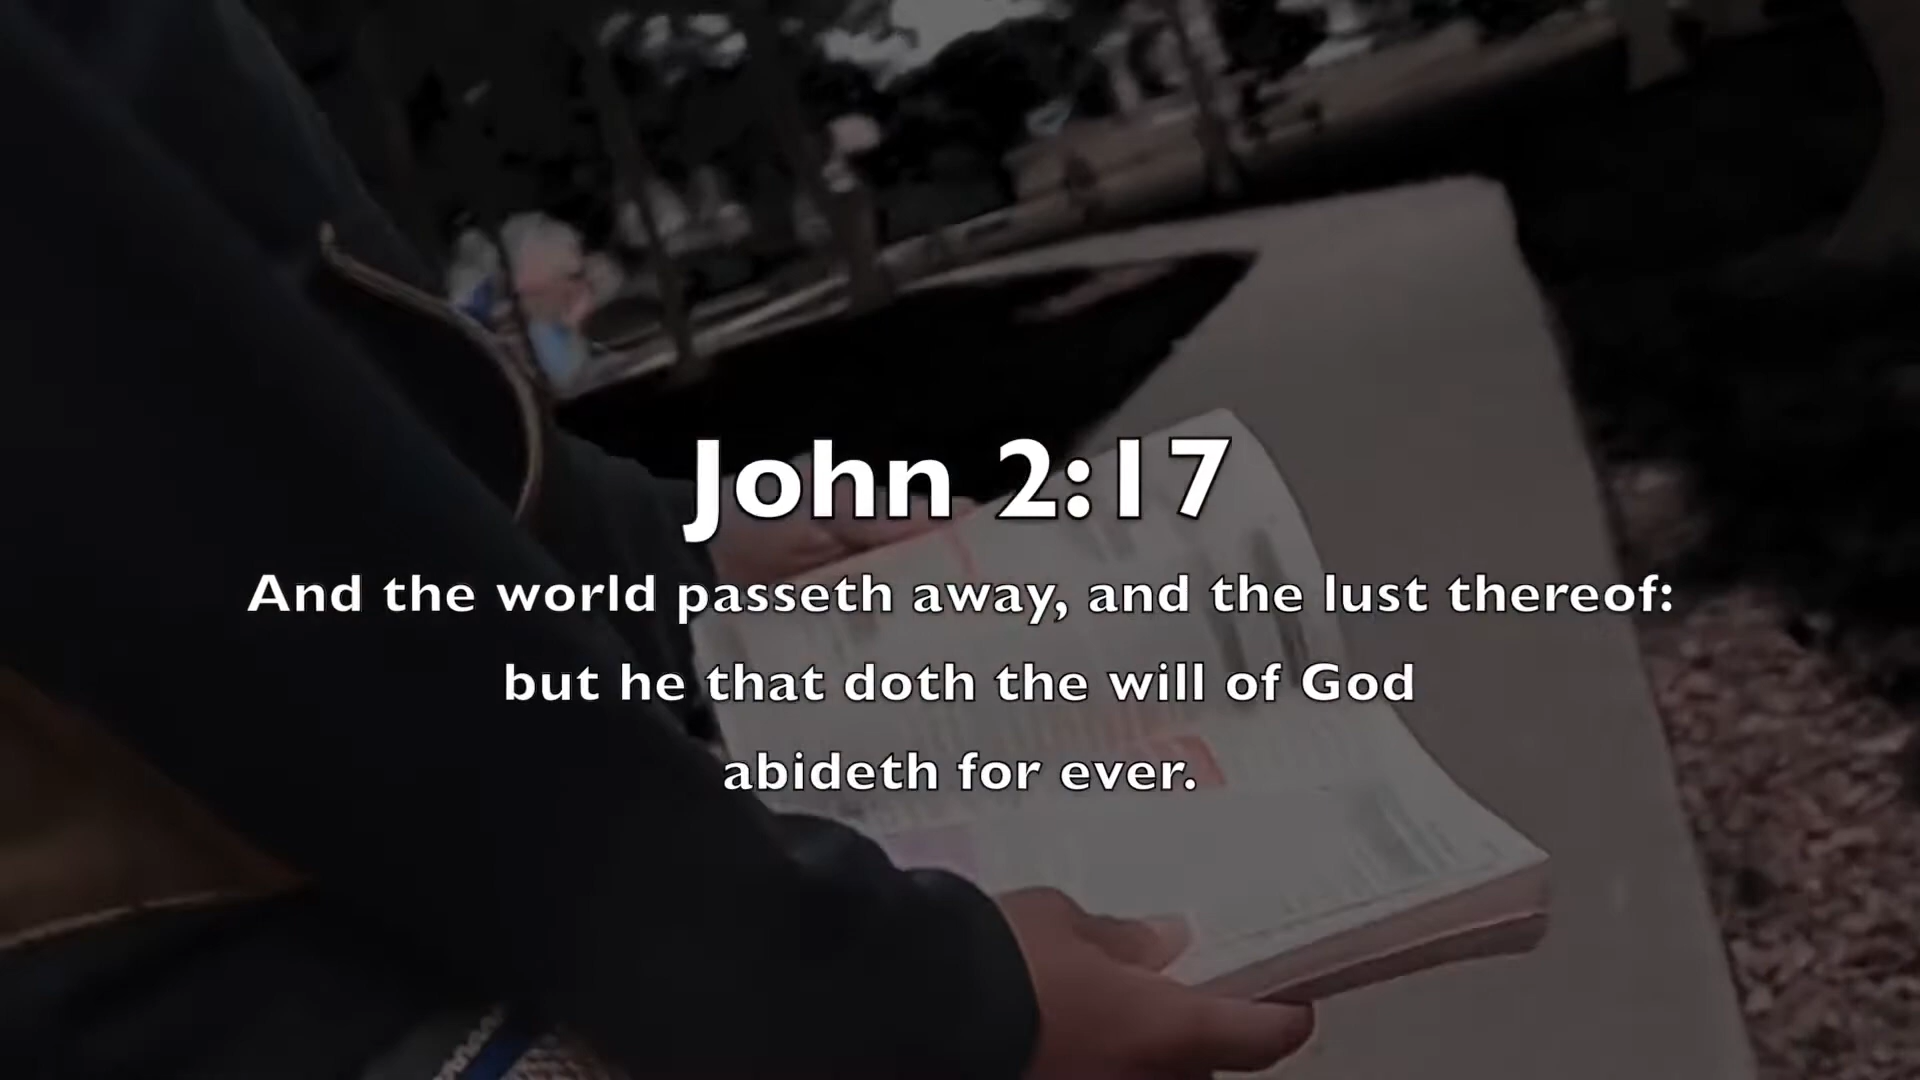 John 2:17
And the world passeth away, and the lust thereof:
but he that doth the will of God
abideth for ever.